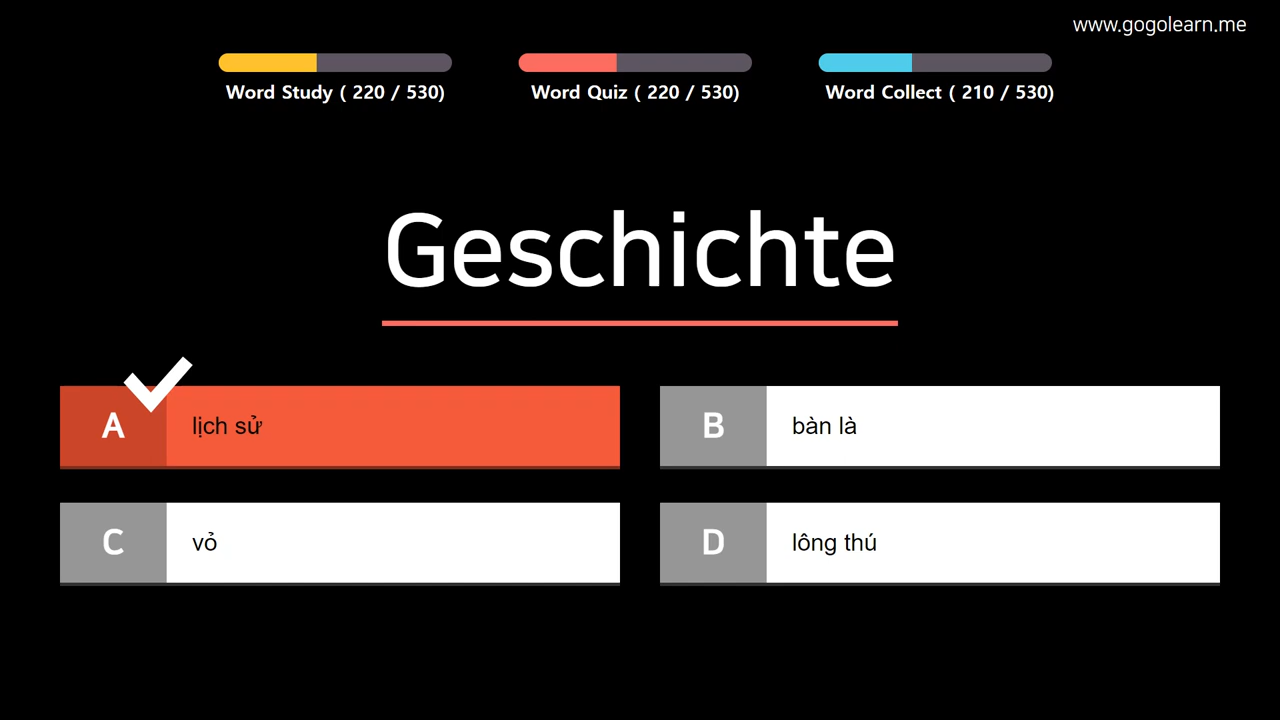 www.gogolearn.me
Word Study ( 220 / 530)
Word Quiz ( 220 / 530)
Word Collect ( 210 / 530)
Geschichte
A lịch sử
B bàn là
C vỏ
D lông thú